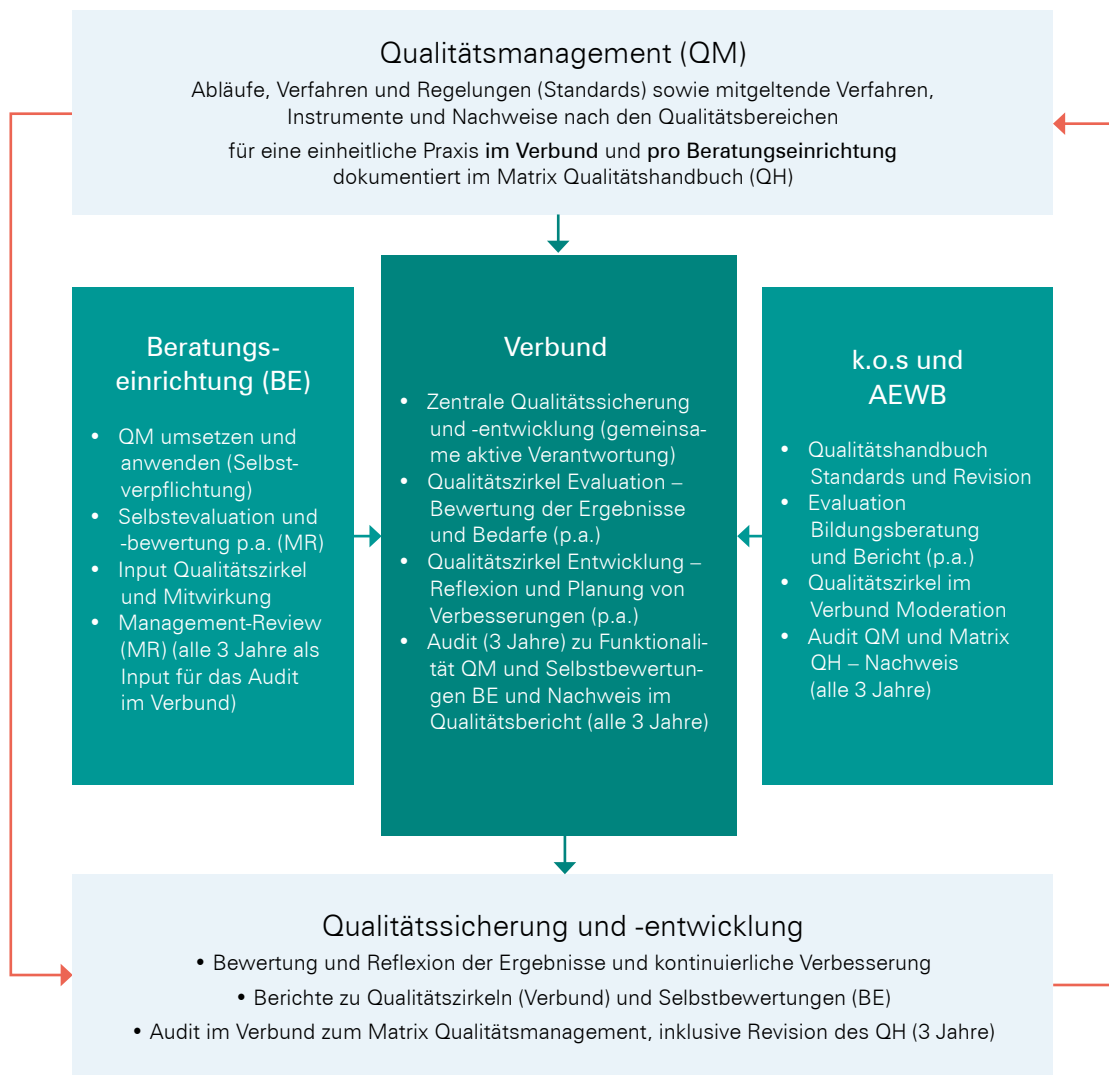 Qualitätsmanagement (QM)
Abläufe, Verfahren und Regelungen (Standards) sowie mitgeltende Verfahren,
Instrumente und Nachweise nach den Qualitätsbereichen
für eine einheitliche Praxis im Verbund und pro Beratungseinrichtung
dokumentiert im Matrix Qualitätshandbuch (QH)
Beratungs-
einrichtung (BE)
• QM umsetzen und
anwenden (Selbst-
verpflichtung)
• Selbstevaluation und
-bewertung p.a. (MR)
• Input Qualitätszirkel
und Mitwirkung
• Management-Review
(MR) (alle 3 Jahre als
Input für das Audit
im Verbund)
Verbund
• Zentrale Qualitätssicherung
und -entwicklung (gemeinsa-
me aktive Verantwortung)
• Qualitätszirkel Evaluation –
Bewertung der Ergebnisse
und Bedarfe (p.a.)
• Qualitätszirkel Entwicklung –
Reflexion und Planung von
Verbesserungen (p.a.)
• Audit (3 Jahre) zu Funktionali-
tät QM und Selbstbewertun-
gen BE und Nachweis im
Qualitätsbericht (alle 3 Jahre)
k.o.s und
AEWB
• Qualitätshandbuch
Standards und Revision
• Evaluation
Bildungsberatung
und Bericht (p.a.)
• Qualitätszirkel im
Verbund Moderation
• Audit QM und Matrix
QH – Nachweis
(alle 3 Jahre)
Qualitätssicherung und -entwicklung
• Bewertung und Reflexion der Ergebnisse und kontinuierliche Verbesserung
• Berichte zu Qualitätszirkeln (Verbund) und Selbstbewertungen (BE)
• Audit im Verbund zum Matrix Qualitätsmanagement, inklusive Revision des QH (3 Jahre)